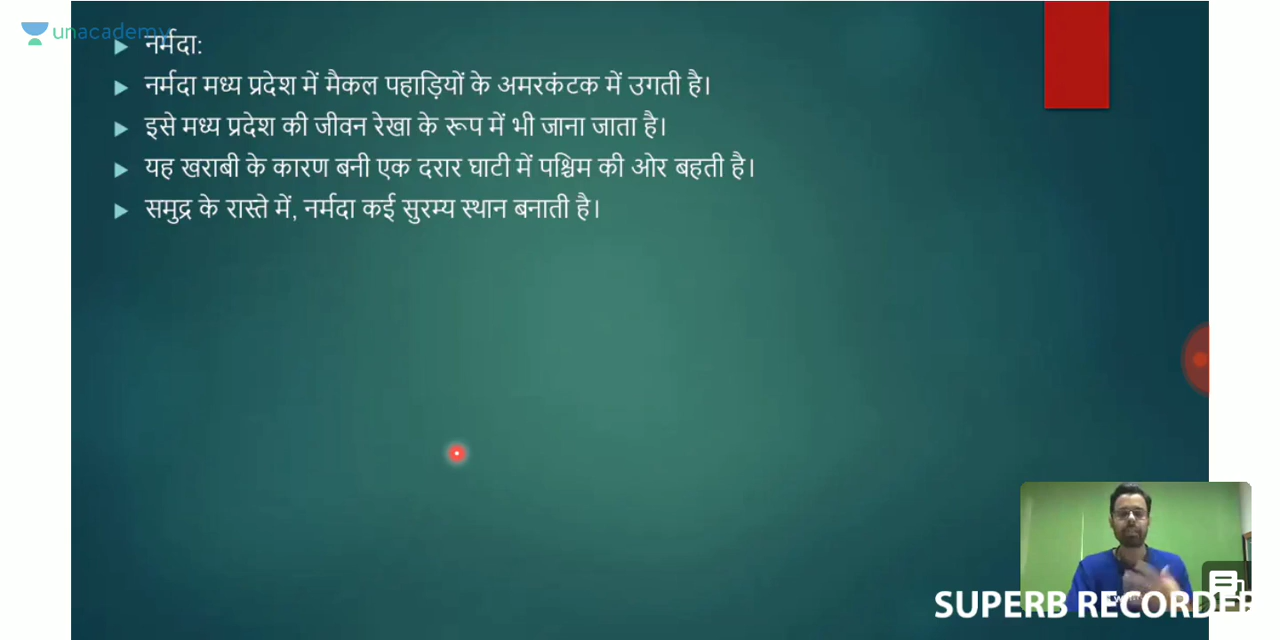 unacademy
नर्मदा:
नर्मदा मध्य प्रदेश में मैकल पहाड़ियों के अमरकंटक में उगती है।
इसे मध्य प्रदेश की जीवन रेखा के रूप में भी जाना जाता है।
यह खराबी के कारण बनी एक दरार घाटी में पश्चिम की ओर बहती है।
समुद्र के रास्ते में, नर्मदा कई सुरम्य स्थान बनाती है।
SUPERB RECORDER